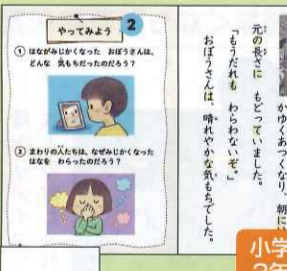 かゆくあつくなり、朝に
元の長さに もどっていました。
「もうだれも わらわないぞ。」
おぼうさんは、晴れやかな気もちでした。
やってみよう 2
① はながみじかくなった おぼうさんは、
どんな 気もちだったのだろう?
② まわりの人たちは、なぜみじかくなった
はなを わらったのだろう?
小学